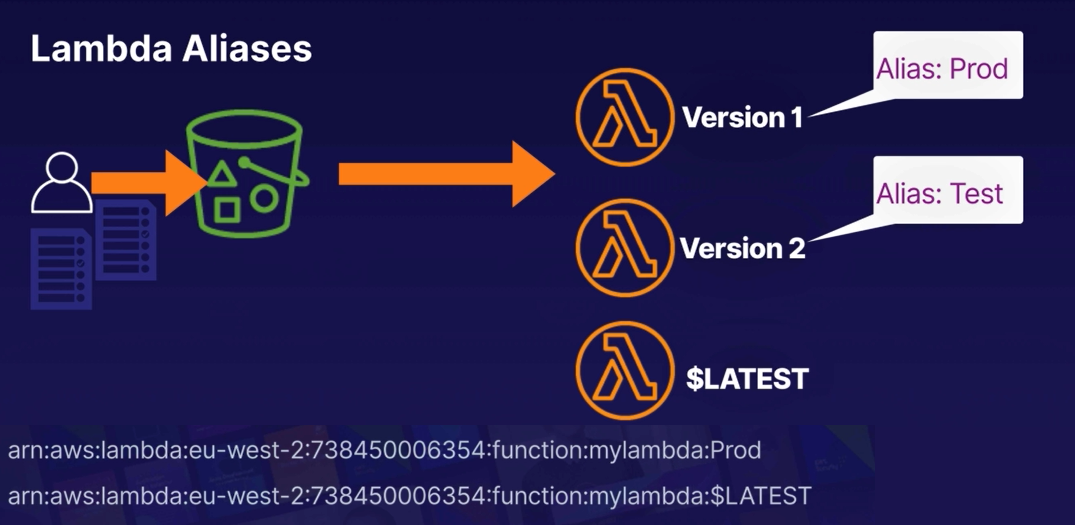 Lambda Aliases
Alias: Prod
Version 1
Alias: Test
Version 2
$LATEST
arn:aws:lambda:eu-west-2:738450006354:function:mylambda:Prod
arn:aws:lambda:eu-west-2:738450006354:function:mylambda:$LATEST